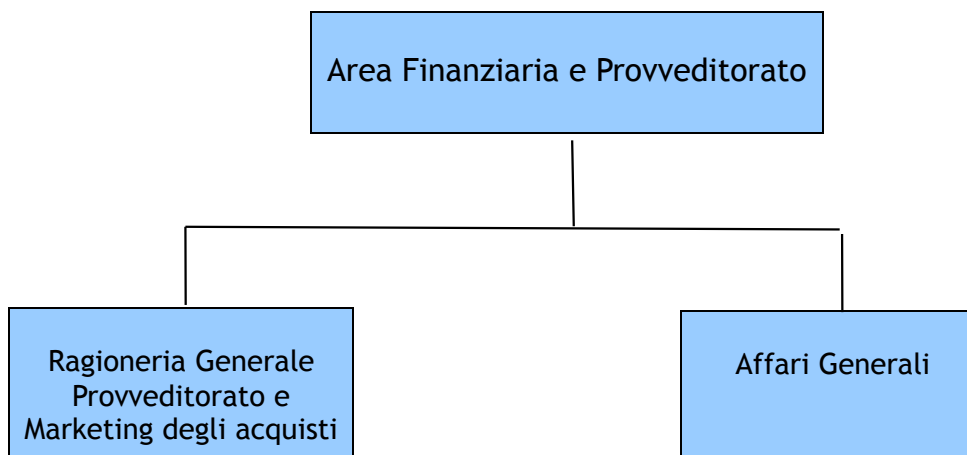 Area Finanziaria e Provveditorato
Ragioneria Generale
Provveditorato e
Marketing degli acquisti
Affari Generali